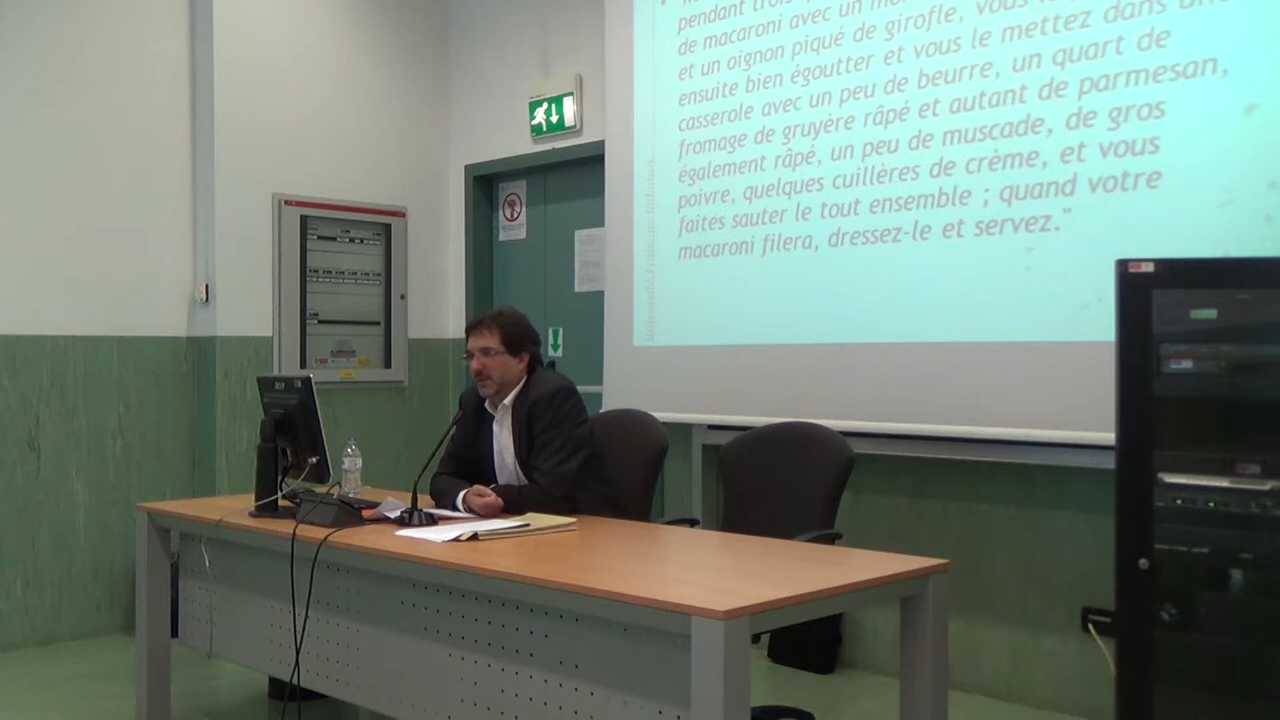 pendant trois
de macaroni avec un
et un oignon piqué de girofle, vous
ensuite bien égoutter et vous le mettez dans une
casserole avec un peu de beurre, un quart de
fromage de gruyère râpé et autant de parmesan,
également râpé, un peu de muscade, de gros
poivre, quelques cuillères de crème, et vous
faites sauter le tout ensemble ; quand votre
macaroni filera, dressez-le et servez."